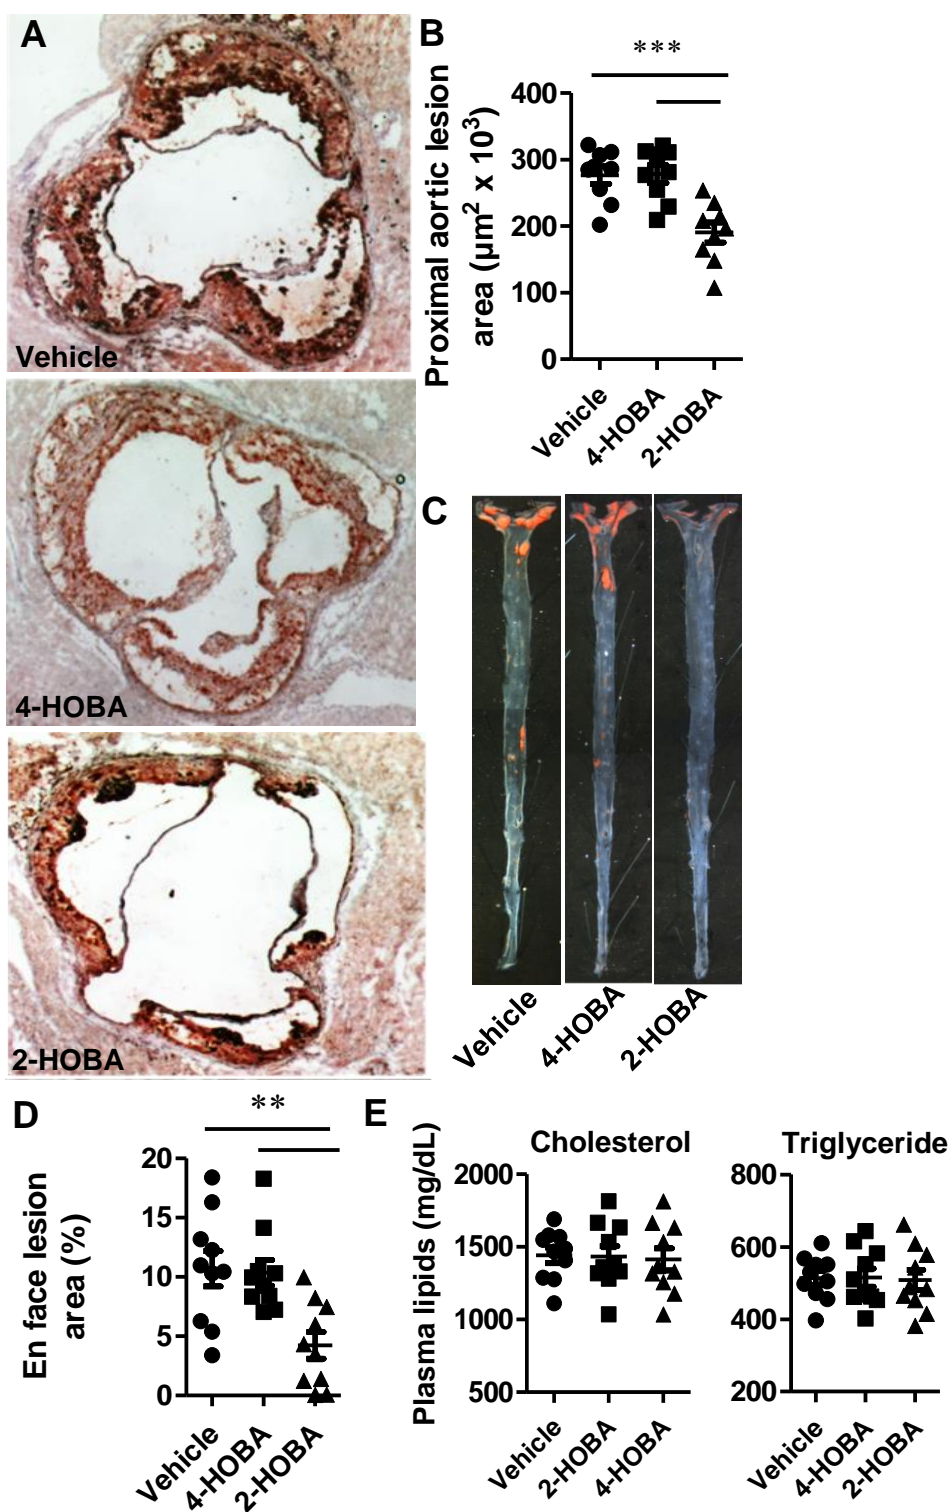 A
Vehicle
4-HOBA
2-HOBA
B
***
Proximal aortic lesion
area (µm² x 10³)
400
300
200
100
0
Vehicle
4-HOBA
2-HOBA
C
Vehicle
4-HOBA
2-HOBA
D
**
En face lesion
area (%)
20
15
10
5
0
Vehicle
4-HOBA
2-HOBA
E
Plasma lipids (mg/dL)
Cholesterol
2000
1500
1000
500
Vehicle
2-HOBA
4-HOBA
Triglyceride
800
600
400
200
Vehicle
4-HOBA
2-HOBA